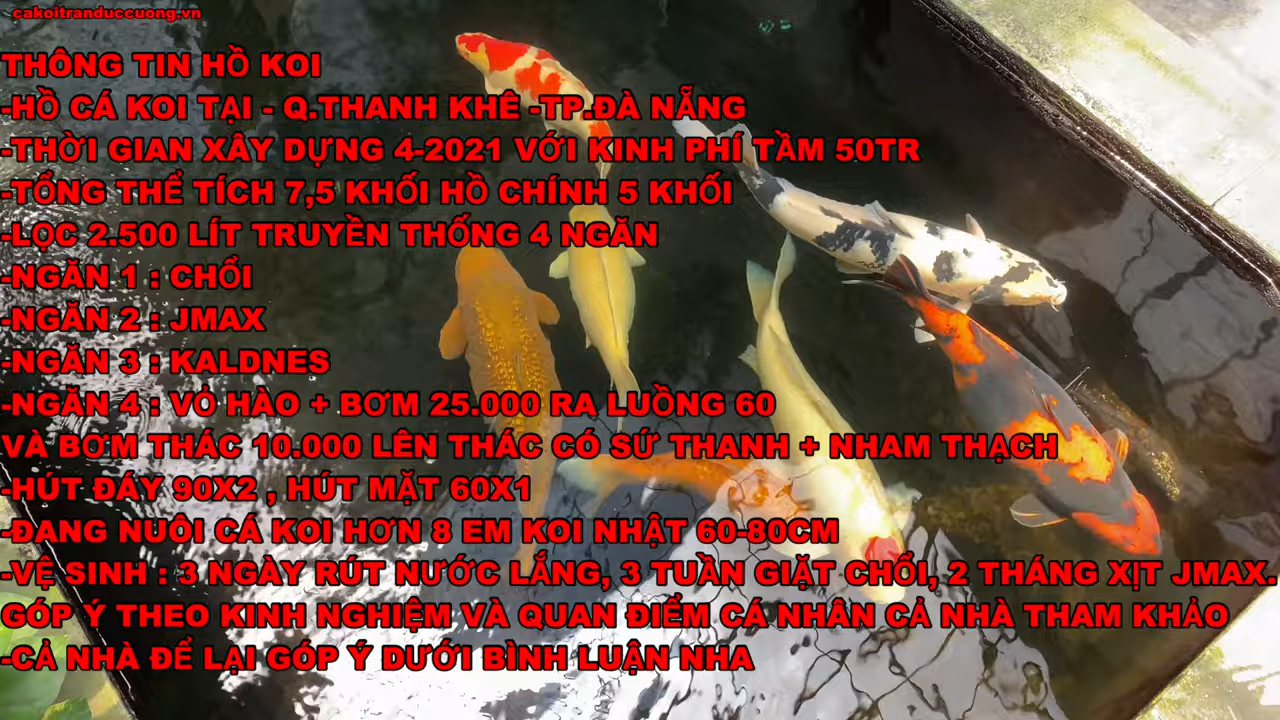 cakoitranduccuong.vn
THÔNG TIN HỒ KOI
-HỒ CÁ KOI TẠI - Q.THANH KHÊ -TP.ĐÀ NẴNG
-THỜI GIAN XÂY DỰNG 4-2021 VỚI KINH PHÍ TẦM 50TR
-TỔNG THỂ TÍCH 7,5 KHỐI HỒ CHÍNH 5 KHỐI
-LỌC 2.500 LÍT TRUYỀN THỐNG 4 NGĂN
-NGĂN 1 : CHỔI
-NGĂN 2 : JMAX
-NGĂN 3 : KALDNES
-NGĂN 4 : VỎ HÀO + BƠM 25.000 RA LUỒNG 60
VÀ BƠM THÁC 10.000 LÊN THÁC CÓ SỨ THANH + NHAM THẠCH
-HÚT ĐÁY 90X2 , HÚT MẶT 60X1
-ĐANG NUÔI CÁ KOI HƠN 8 EM KOI NHẬT 60-80CM
-VỆ SINH : 3 NGÀY RÚT NƯỚC LẮNG, 3 TUẦN GIẶT CHỔI, 2 THÁNG XỊT JMAX.
GÓP Ý THEO KINH NGHIỆM VÀ QUAN ĐIỂM CÁ NHÂN CẢ NHÀ THAM KHẢO
-CẢ NHÀ ĐỂ LẠI GÓP Ý DƯỚI BÌNH LUẬN NHA